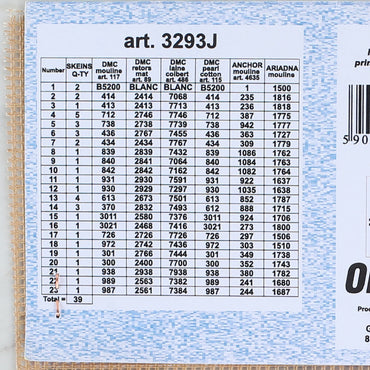 art. 3293J
Number SKEINS Q-TY DMC mouline art. 117 DMC retors mat art. 89 DMC laine colbert art. 486 DMC pearl cotton art. 115 ANCHOR mouline art. 4635 ARIADNA mouline
1 2 B5200 BLANC BLANC B5200 1 1500
2 2 414 2414 7068 414 235 1816
3 1 413 2413 7713 413 236 1818
4 5 712 2746 7746 712 387 1775
5 3 738 2738 2739 738 942 1735
6 3 436 2767 7455 436 363 1727
7 2 434 2434 7767 434 309 1779
8 1 839 2839 7432 839 1086 1762
9 1 840 2841 7064 840 1084 1763
10 1 842 2842 7162 842 1082 1764
11 1 931 2930 7591 931 922 1637
12 1 930 2929 7297 930 1035 1638
13 4 613 2673 7501 613 852 1787
14 3 370 2832 7493 612 888 1715
15 1 3011 2580 7376 3011 924 1706
16 1 3021 2468 7416 3021 273 1800
17 1 726 2726 7726 726 297 1506
18 1 972 2742 7436 972 303 1510
19 1 301 2766 7444 301 349 1738
20 1 300 2400 7700 300 352 1743
21 1 938 2938 7938 938 380 1782
22 1 989 2563 7382 989 241 1680
23 1 987 2561 7389 987 244 1687
Total = 39